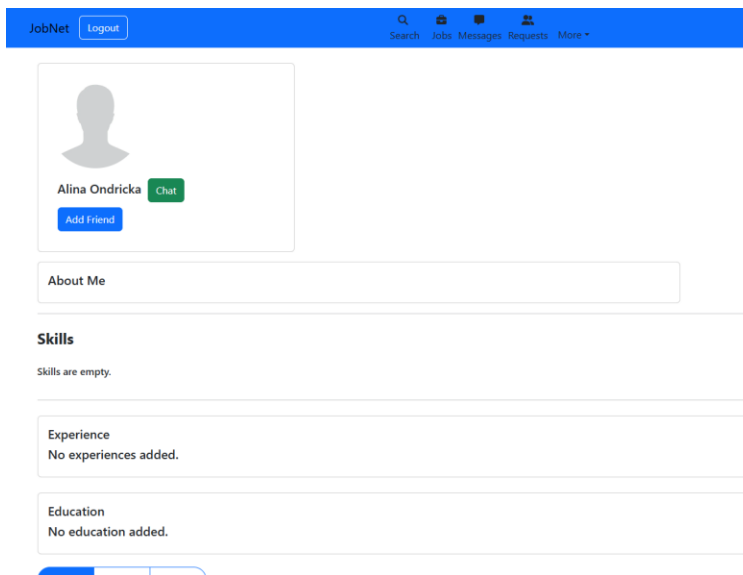 JobNet Logout
Search Jobs Messages Requests More
Alina Ondricka Chat
Add Friend
About Me
Skills
Skills are empty.
Experience
No experiences added.
Education
No education added.